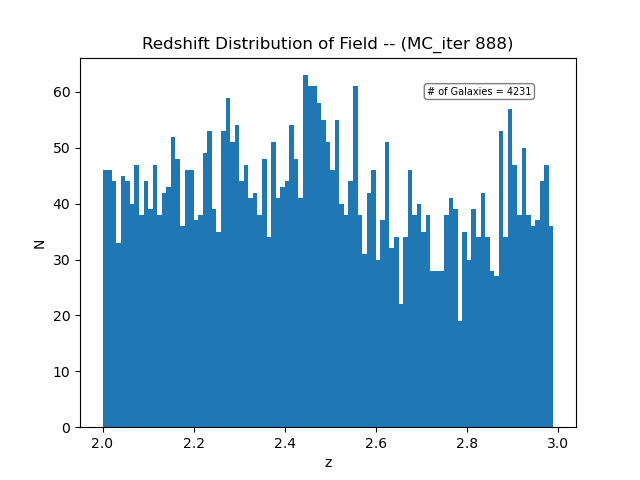 Redshift Distribution of Field -- (MC_iter 888)
# of Galaxies = 4231
60
50
40
30
20
10
0
N
2.0 2.2 2.4 2.6 2.8 3.0
z